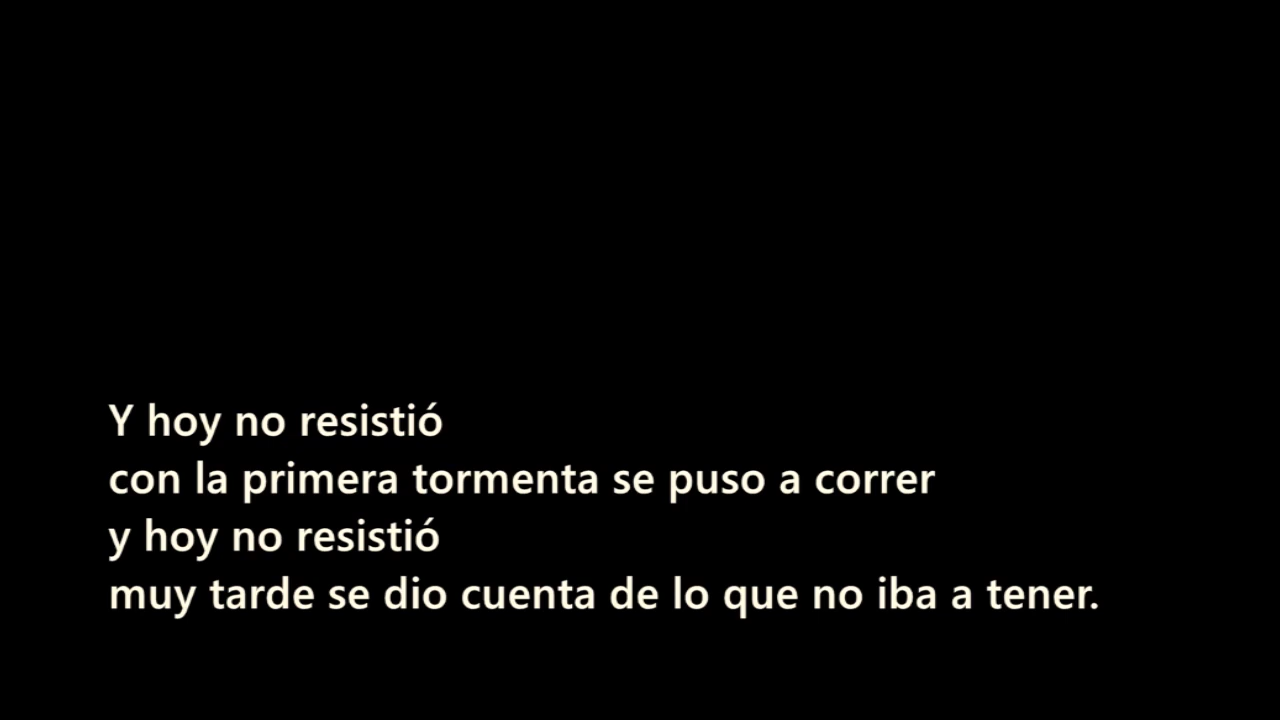 Y hoy no resistió
con la primera tormenta se puso a correr
y hoy no resistió
muy tarde se dio cuenta de lo que no iba a tener.